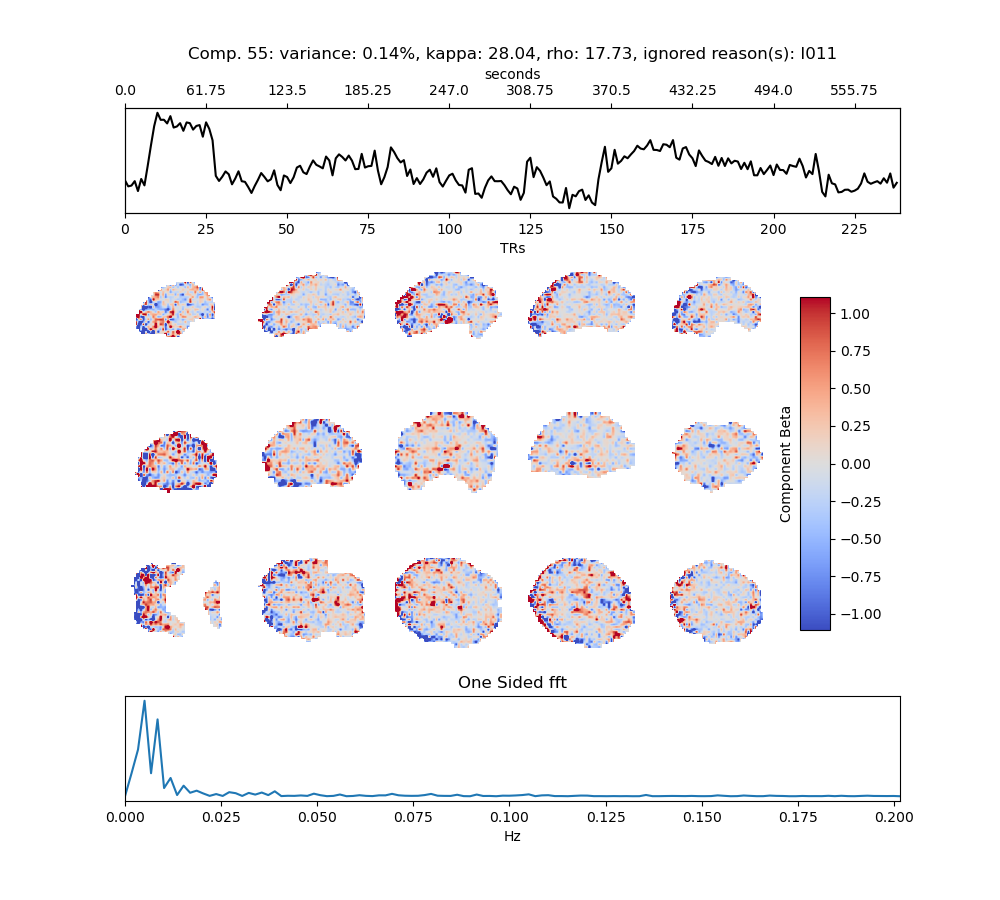 Comp. 55: variance: 0.14%, kappa: 28.04, rho: 17.73, ignored reason(s): I011
seconds
0.0 61.75 123.5 185.25 247.0 308.75 370.5 432.25 494.0 555.75
0 25 50 75 100 125 150 175 200 225
TRs
1.00
0.75
0.50
0.25
0.00
−0.25
−0.50
−0.75
−1.00
Component Beta
One Sided fft
0.000 0.025 0.050 0.075 0.100 0.125 0.150 0.175 0.200
Hz